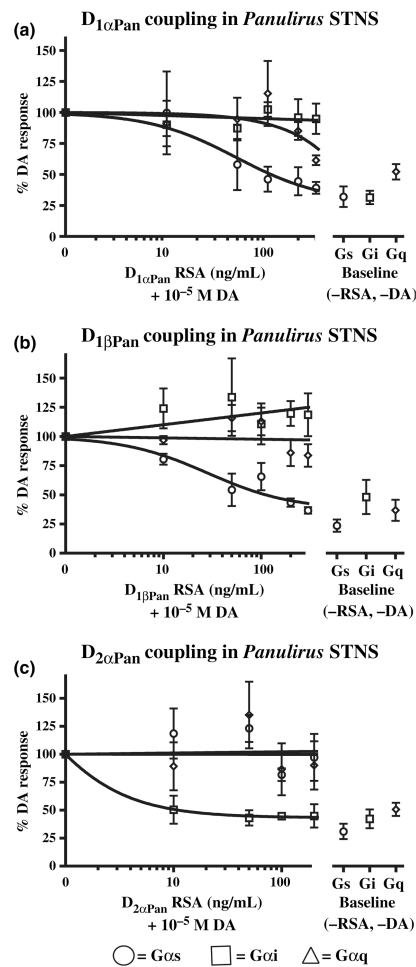 D1αPan coupling in Panulirus STNS
(a)
150
125
100
75
50
25
0
% DA response
0 10 100
D1αPan RSA (ng/mL)
+ 10−5 M DA
Gs Gi Gq
Baseline
(−RSA, −DA)
D1βPan coupling in Panulirus STNS
(b)
150
125
100
75
50
25
0
% DA response
0 10 100
D1βPan RSA (ng/mL)
+ 10−5 M DA
Gs Gi Gq
Baseline
(−RSA, −DA)
D2αPan coupling in Panulirus STNS
(c)
150
125
100
75
50
25
0
% DA response
0 10 100
D2αPan RSA (ng/mL)
+ 10−5 M DA
Gs Gi Gq
Baseline
(−RSA, −DA)
= Gαs = Gαi = Gαq